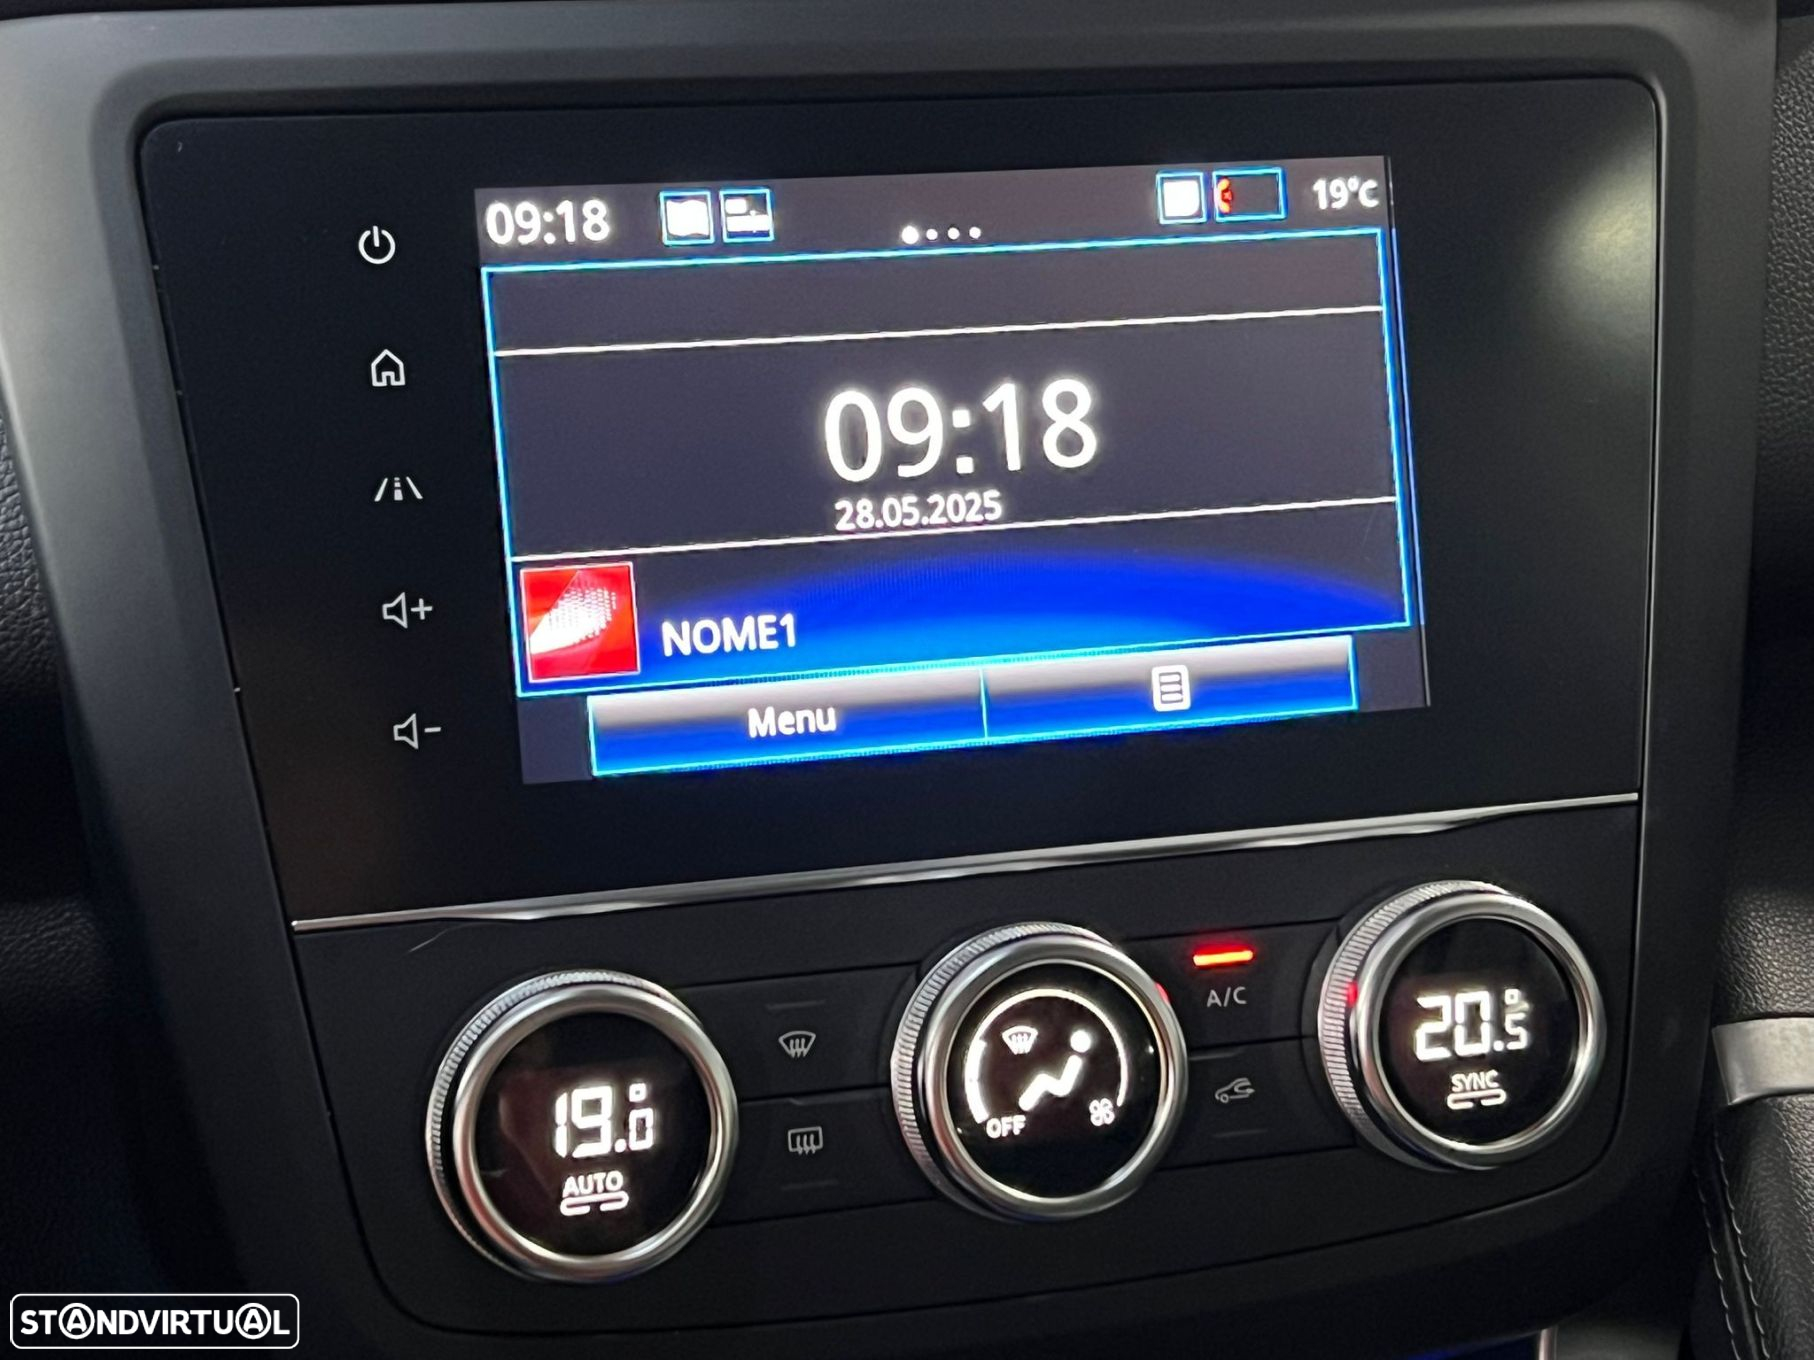 09:18
19°C
09:18
28.05.2025
NOME1
Menu
A/C
20.5°
SYNC
19.0°
AUTO
OFF
STANDVIRTUAL